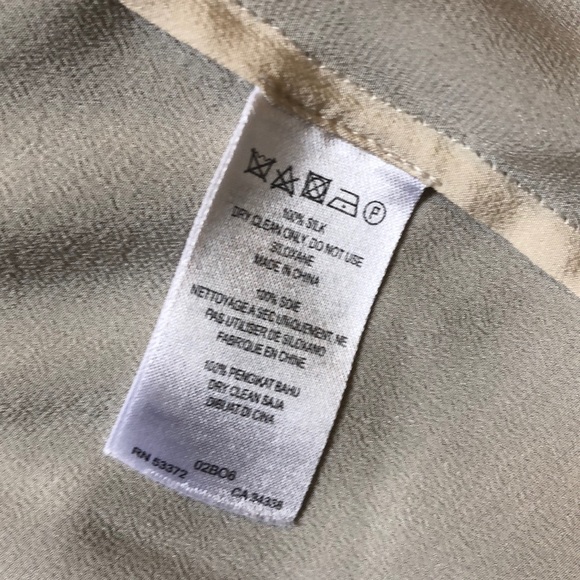 P
100% SILK
DRY CLEAN ONLY, DO NOT USE
SILOXANE
MADE IN CHINA
100% SOIE
NETTOYAGE A SEC UNIQUEMENT, NE
PAS UTILISER DE SILOXANO
FABRIQUE EN CHINE
100% PENGIKAT BAHU
DRY CLEAN SAJA
DIBUAT DI CINA
RN 53372 02BO6 CA 34338